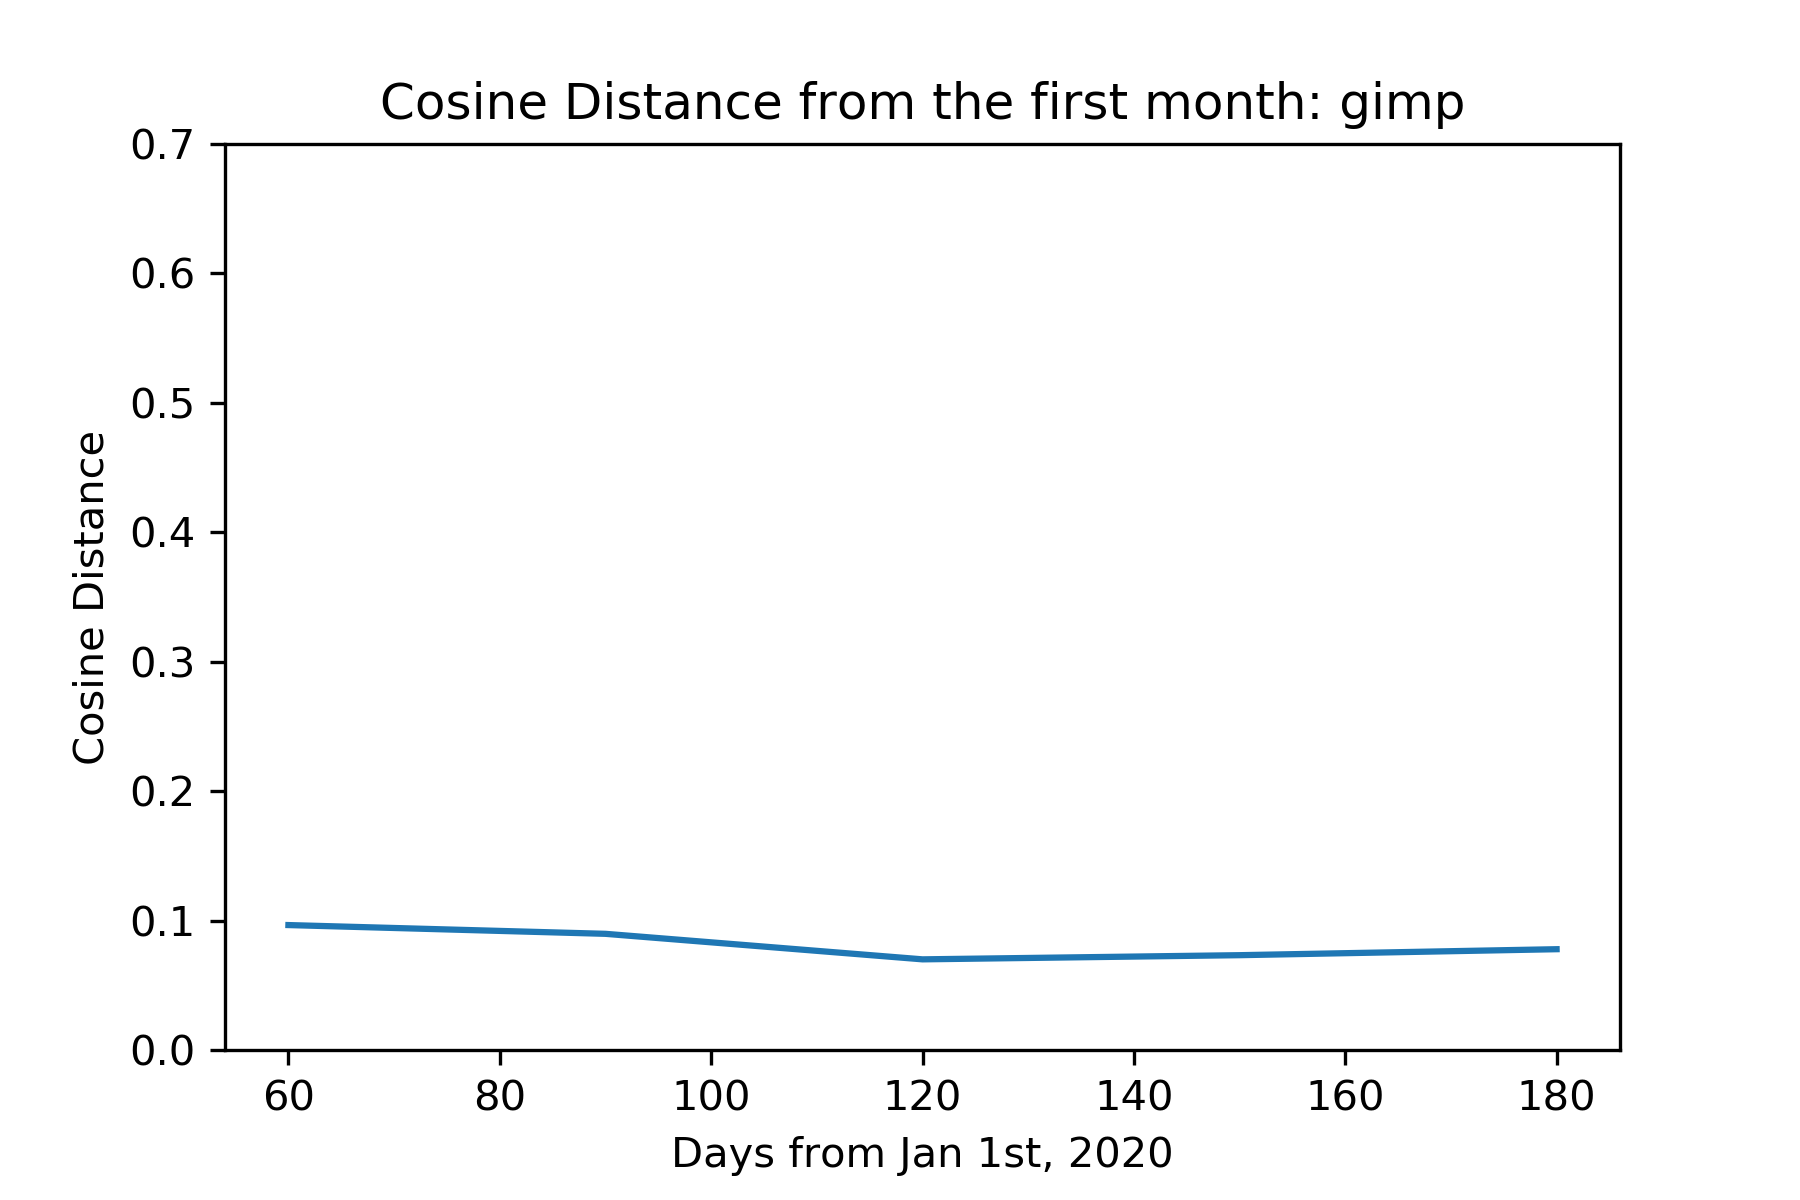 Cosine Distance from the first month: gimp
0.7
0.6
0.5
0.4
0.3
0.2
0.1
0.0
Cosine Distance
60 80 100 120 140 160 180
Days from Jan 1st, 2020